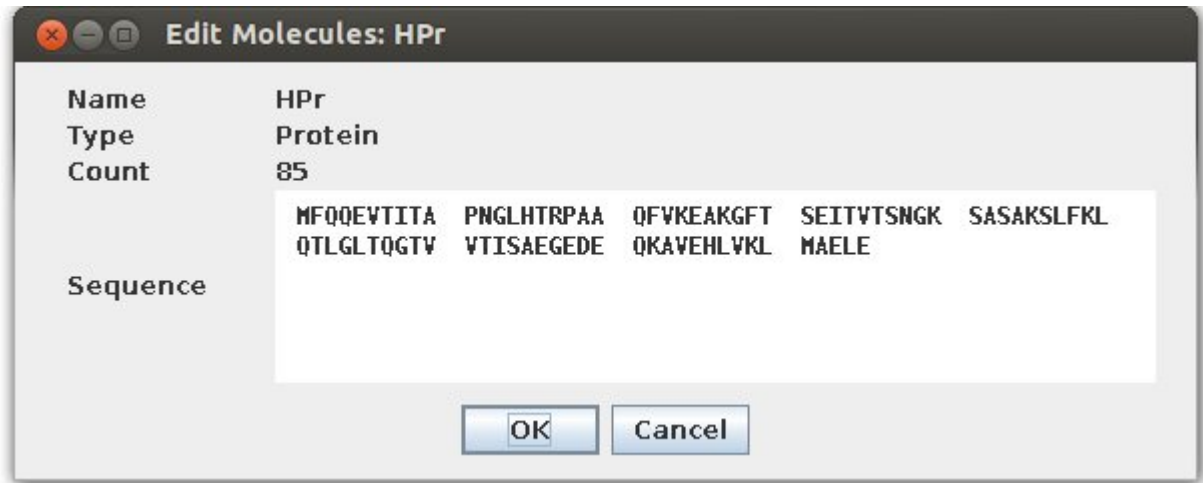 Edit Molecules: HPr
Name HPr
Type Protein
Count 85
Sequence
MFQQEVTITA PNGLHTRPAA QFVKEAKGFT SEITVTSNGK SASAKSLFKL
QTLGLTQGTV VTISAEGEDE QKAVEHLVKL MAELE
OK Cancel